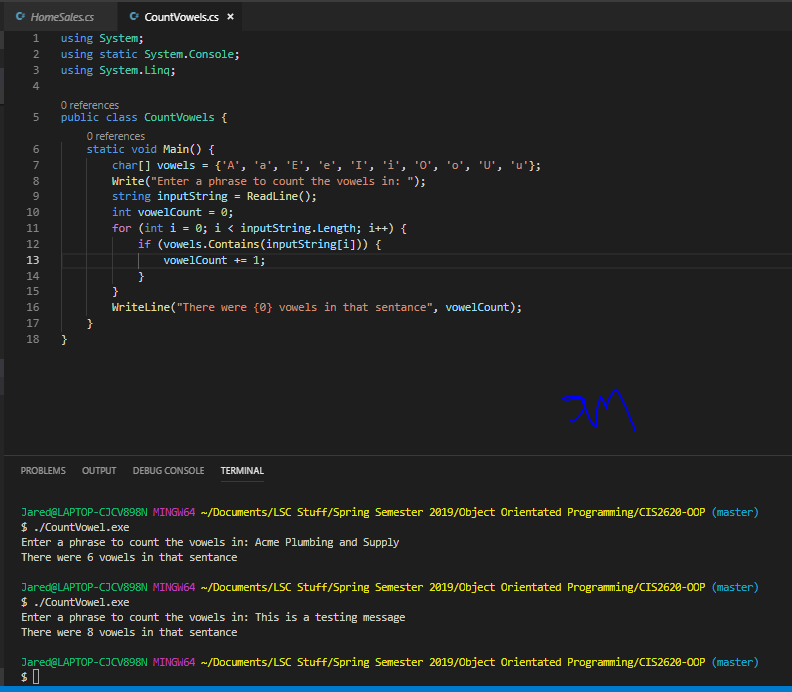 HomeSales.cs CountVowels.cs ×
1 using System;
2 using static System.Console;
3 using System.Linq;
4
0 references
5 public class CountVowels {
0 references
6 static void Main() {
7 char[] vowels = {'A', 'a', 'E', 'e', 'I', 'i', 'O', 'o', 'U', 'u'};
8 Write("Enter a phrase to count the vowels in: ");
9 string inputString = ReadLine();
10 int vowelCount = 0;
11 for (int i = 0; i < inputString.Length; i++) {
12 if (vowels.Contains(inputString[i])) {
13 vowelCount += 1;
14 }
15 }
16 WriteLine("There were {0} vowels in that sentance", vowelCount);
17 }
18 }
JM
PROBLEMS OUTPUT DEBUG CONSOLE TERMINAL
Jared@LAPTOP-CJCV898N MINGW64 ~/Documents/LSC Stuff/Spring Semester 2019/Object Orientated Programming/CIS2620-OOP (master)
$ ./CountVowel.exe
Enter a phrase to count the vowels in: Acme Plumbing and Supply
There were 6 vowels in that sentance
Jared@LAPTOP-CJCV898N MINGW64 ~/Documents/LSC Stuff/Spring Semester 2019/Object Orientated Programming/CIS2620-OOP (master)
$ ./CountVowel.exe
Enter a phrase to count the vowels in: This is a testing message
There were 8 vowels in that sentance
Jared@LAPTOP-CJCV898N MINGW64 ~/Documents/LSC Stuff/Spring Semester 2019/Object Orientated Programming/CIS2620-OOP (master)
$